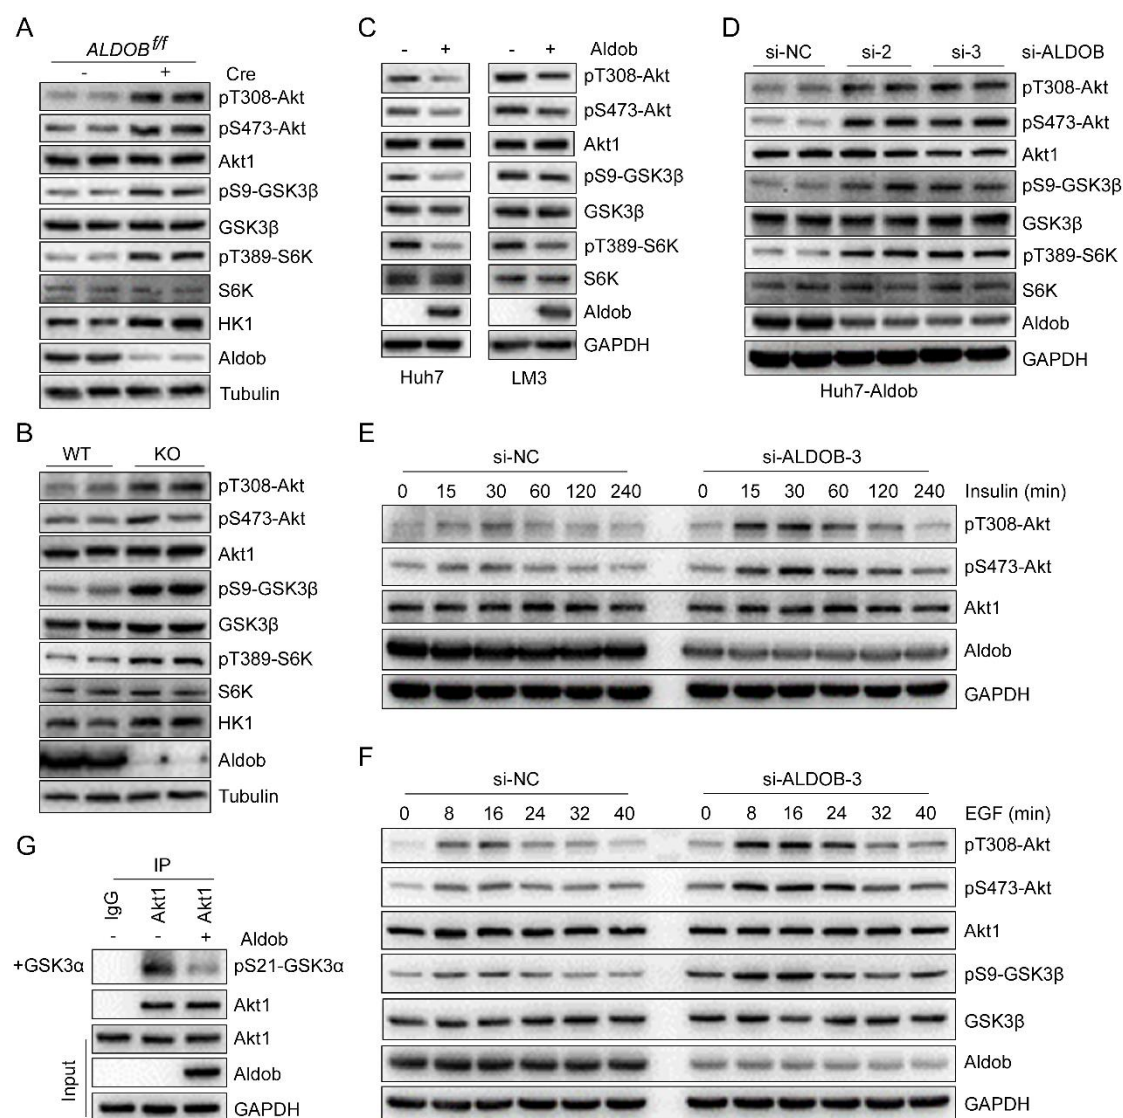 A
ALDOB f/f
- + Cre
pT308-Akt
pS473-Akt
Akt1
pS9-GSK3β
GSK3β
pT389-S6K
S6K
HK1
Aldob
Tubulin
B
WT KO
pT308-Akt
pS473-Akt
Akt1
pS9-GSK3β
GSK3β
pT389-S6K
S6K
HK1
Aldob
Tubulin
C
- + - + Aldob
pT308-Akt
pS473-Akt
Akt1
pS9-GSK3β
GSK3β
pT389-S6K
S6K
Aldob
GAPDH
Huh7 LM3
D
si-NC si-2 si-3 si-ALDOB
pT308-Akt
pS473-Akt
Akt1
pS9-GSK3β
GSK3β
pT389-S6K
S6K
Aldob
GAPDH
Huh7-Aldob
E
si-NC si-ALDOB-3
0 15 30 60 120 240 0 15 30 60 120 240 Insulin (min)
pT308-Akt
pS473-Akt
Akt1
Aldob
GAPDH
F
si-NC si-ALDOB-3
0 8 16 24 32 40 0 8 16 24 32 40 EGF (min)
pT308-Akt
pS473-Akt
Akt1
pS9-GSK3β
GSK3β
Aldob
GAPDH
G
IP
IgG Akt1 Akt1
- - + Aldob
+GSK3α pS21-GSK3α
Akt1
Input
Akt1
Aldob
GAPDH